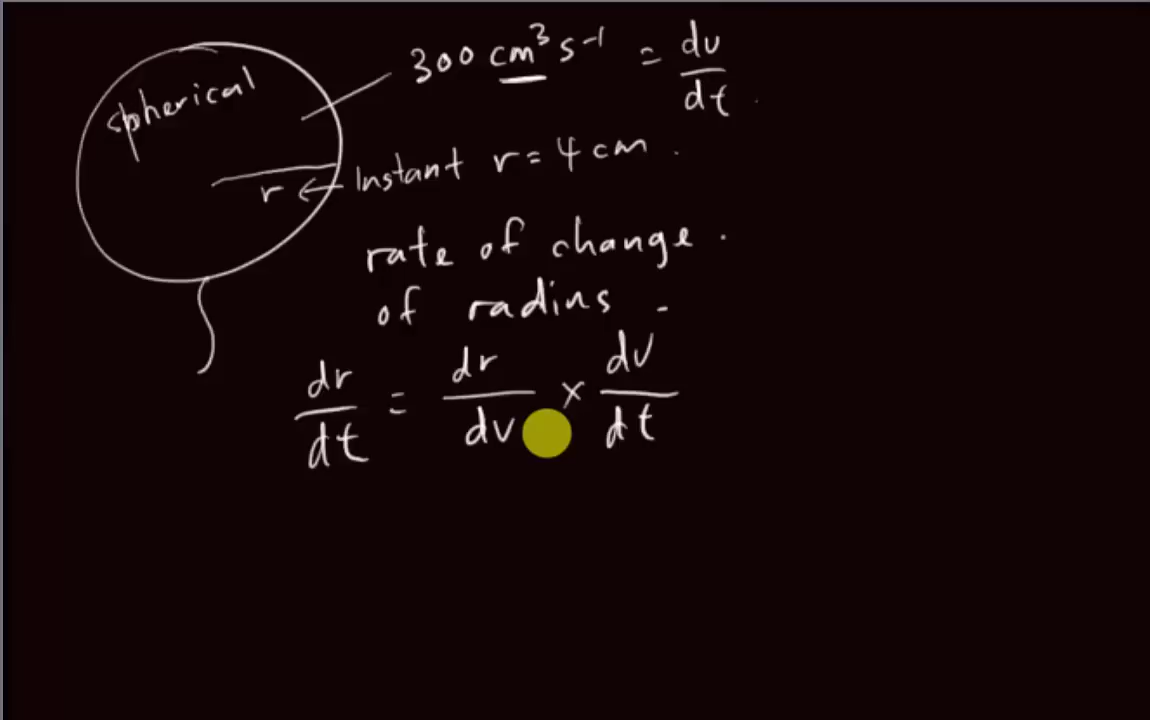 spherical
300 cm³ s⁻¹ = dv/dt
r ← Instant r = 4 cm.
rate of change.
of radius.
dr/dt = dr/dv × dv/dt